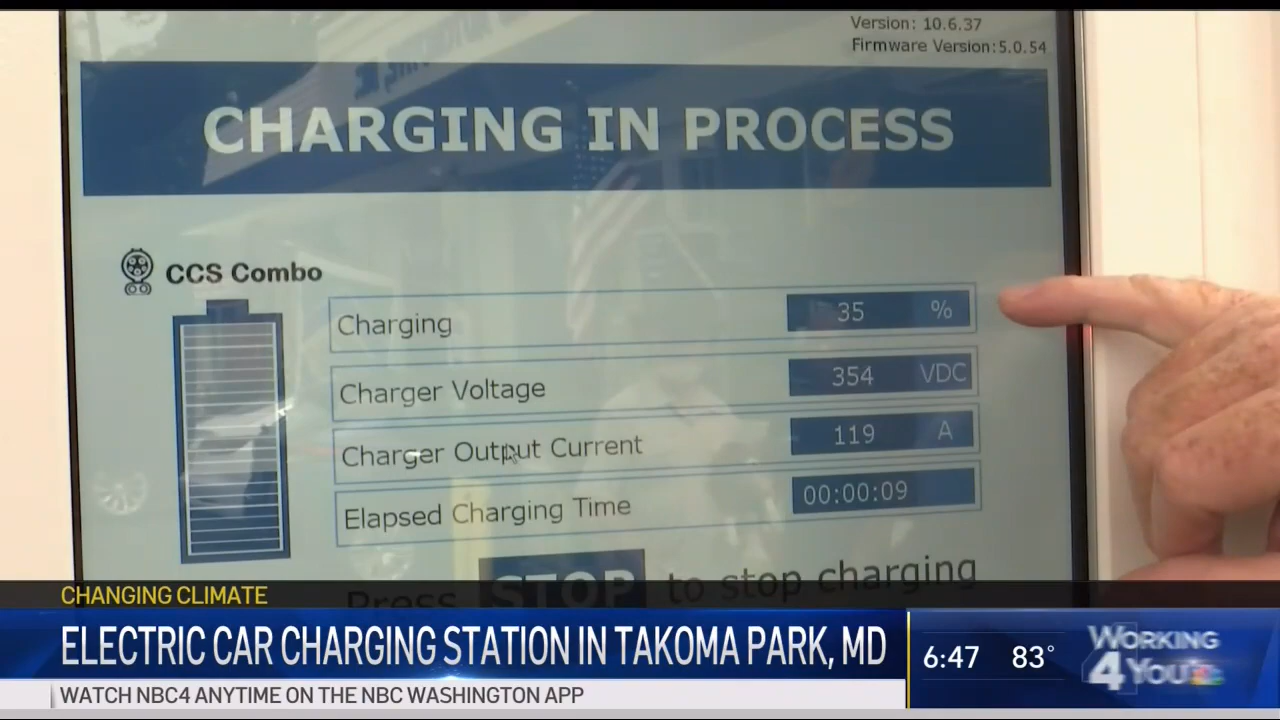 Version: 10.6.37
Firmware Version:5.0.54
CHARGING IN PROCESS
CCS Combo
Charging 35 %
Charger Voltage 354 VDC
Charger Output Current 119 A
Elapsed Charging Time 00:00:09
Press STOP to stop charging
CHANGING CLIMATE
ELECTRIC CAR CHARGING STATION IN TAKOMA PARK, MD
6:47 83°
WORKING
4 YOU
WATCH NBC4 ANYTIME ON THE NBC WASHINGTON APP